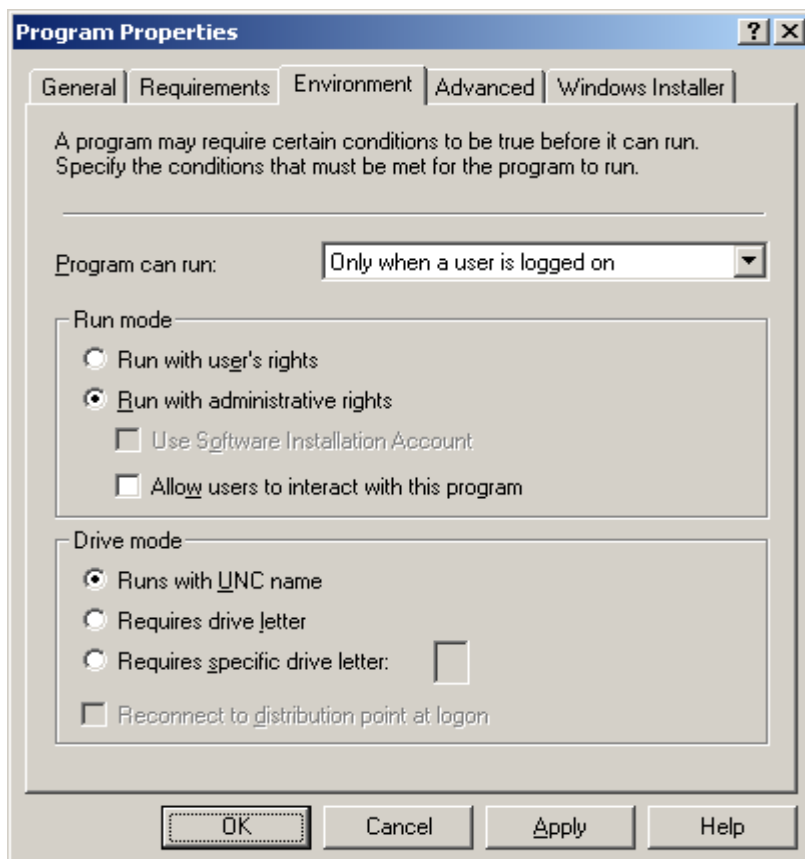 Program Properties
General Requirements Environment Advanced Windows Installer
A program may require certain conditions to be true before it can run.
Specify the conditions that must be met for the program to run.
Program can run: Only when a user is logged on
Run mode
Run with user's rights
Run with administrative rights
Use Software Installation Account
Allow users to interact with this program
Drive mode
Runs with UNC name
Requires drive letter
Requires specific drive letter:
Reconnect to distribution point at logon
OK Cancel Apply Help